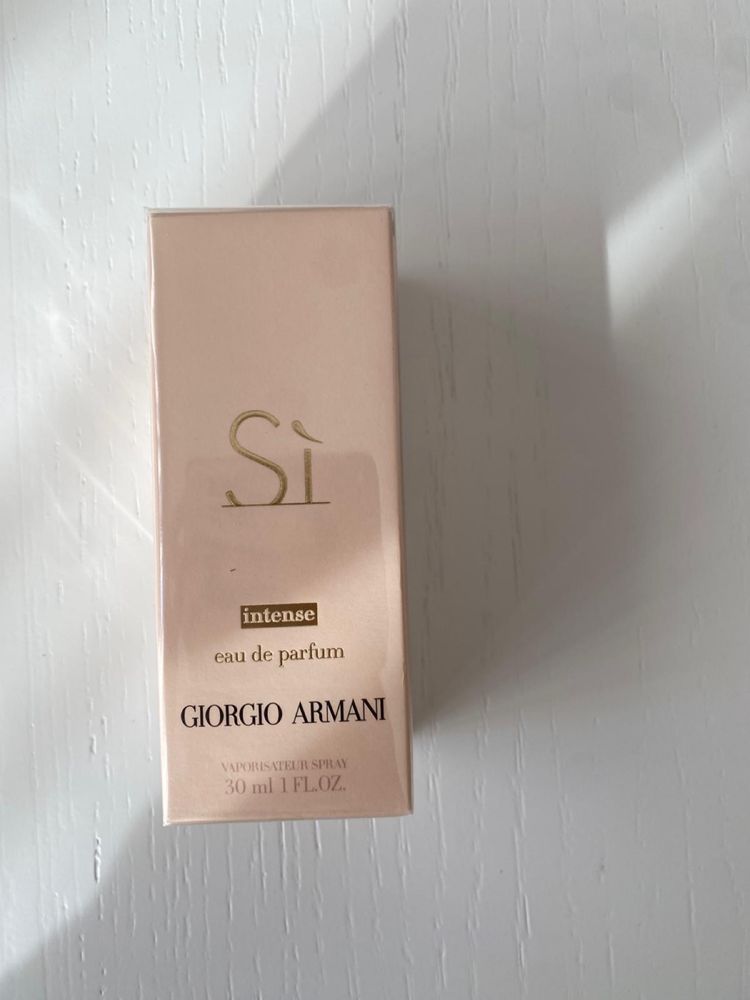 Sì
intense
eau de parfum
GIORGIO ARMANI
VAPORISATEUR SPRAY
30 ml 1 FL.OZ.